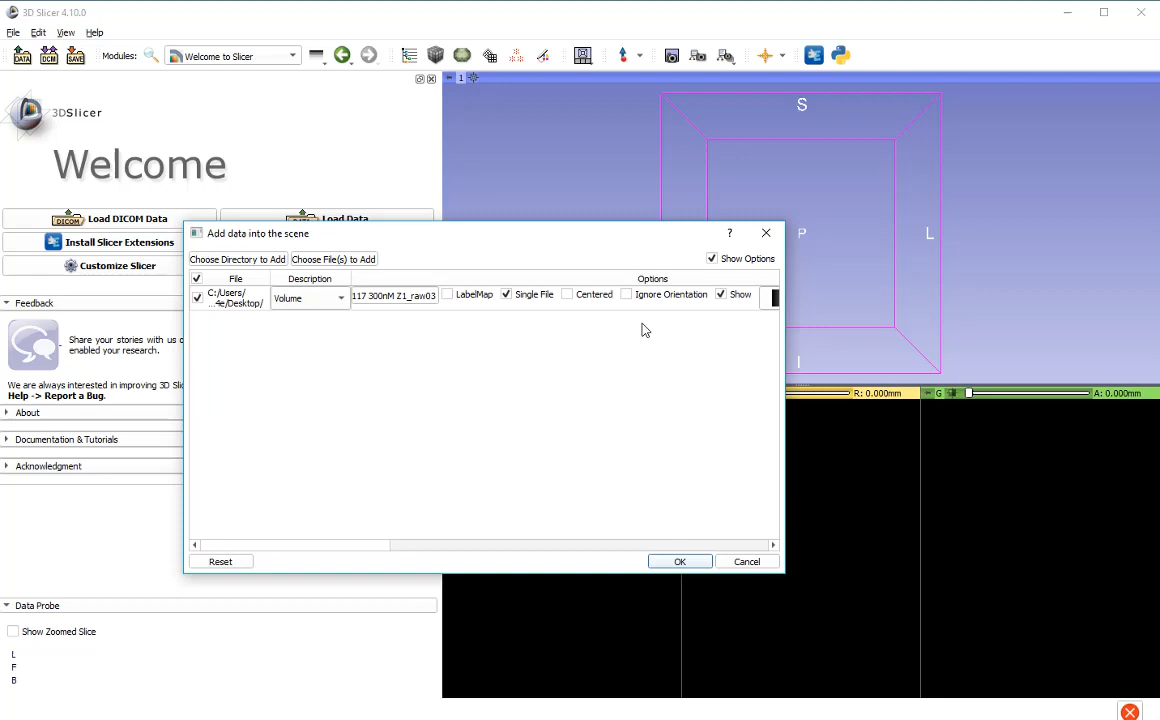 3D Slicer 4.10.0
File Edit View Help
DATA DCM SAVE Modules: Welcome to Slicer
1
3DSlicer
Welcome
S
P
L
I
DICOM Load DICOM Data
DATA Load Data
Install Slicer Extensions
Customize Slicer
Feedback
Share your stories with us
enabled your research.
We are always interested in improving 3D
Help -> Report a Bug.
About
Documentation & Tutorials
Acknowledgment
Add data into the scene
?
Choose Directory to Add Choose File(s) to Add Show Options
File Description Options
C:/Users/
...4e/Desktop/
Volume 117 300nM Z1_raw03 LabelMap Single File Centered Ignore Orientation Show
Reset OK Cancel
R: 0.000mm G A: 0.000mm
Data Probe
Show Zoomed Slice
L
F
B